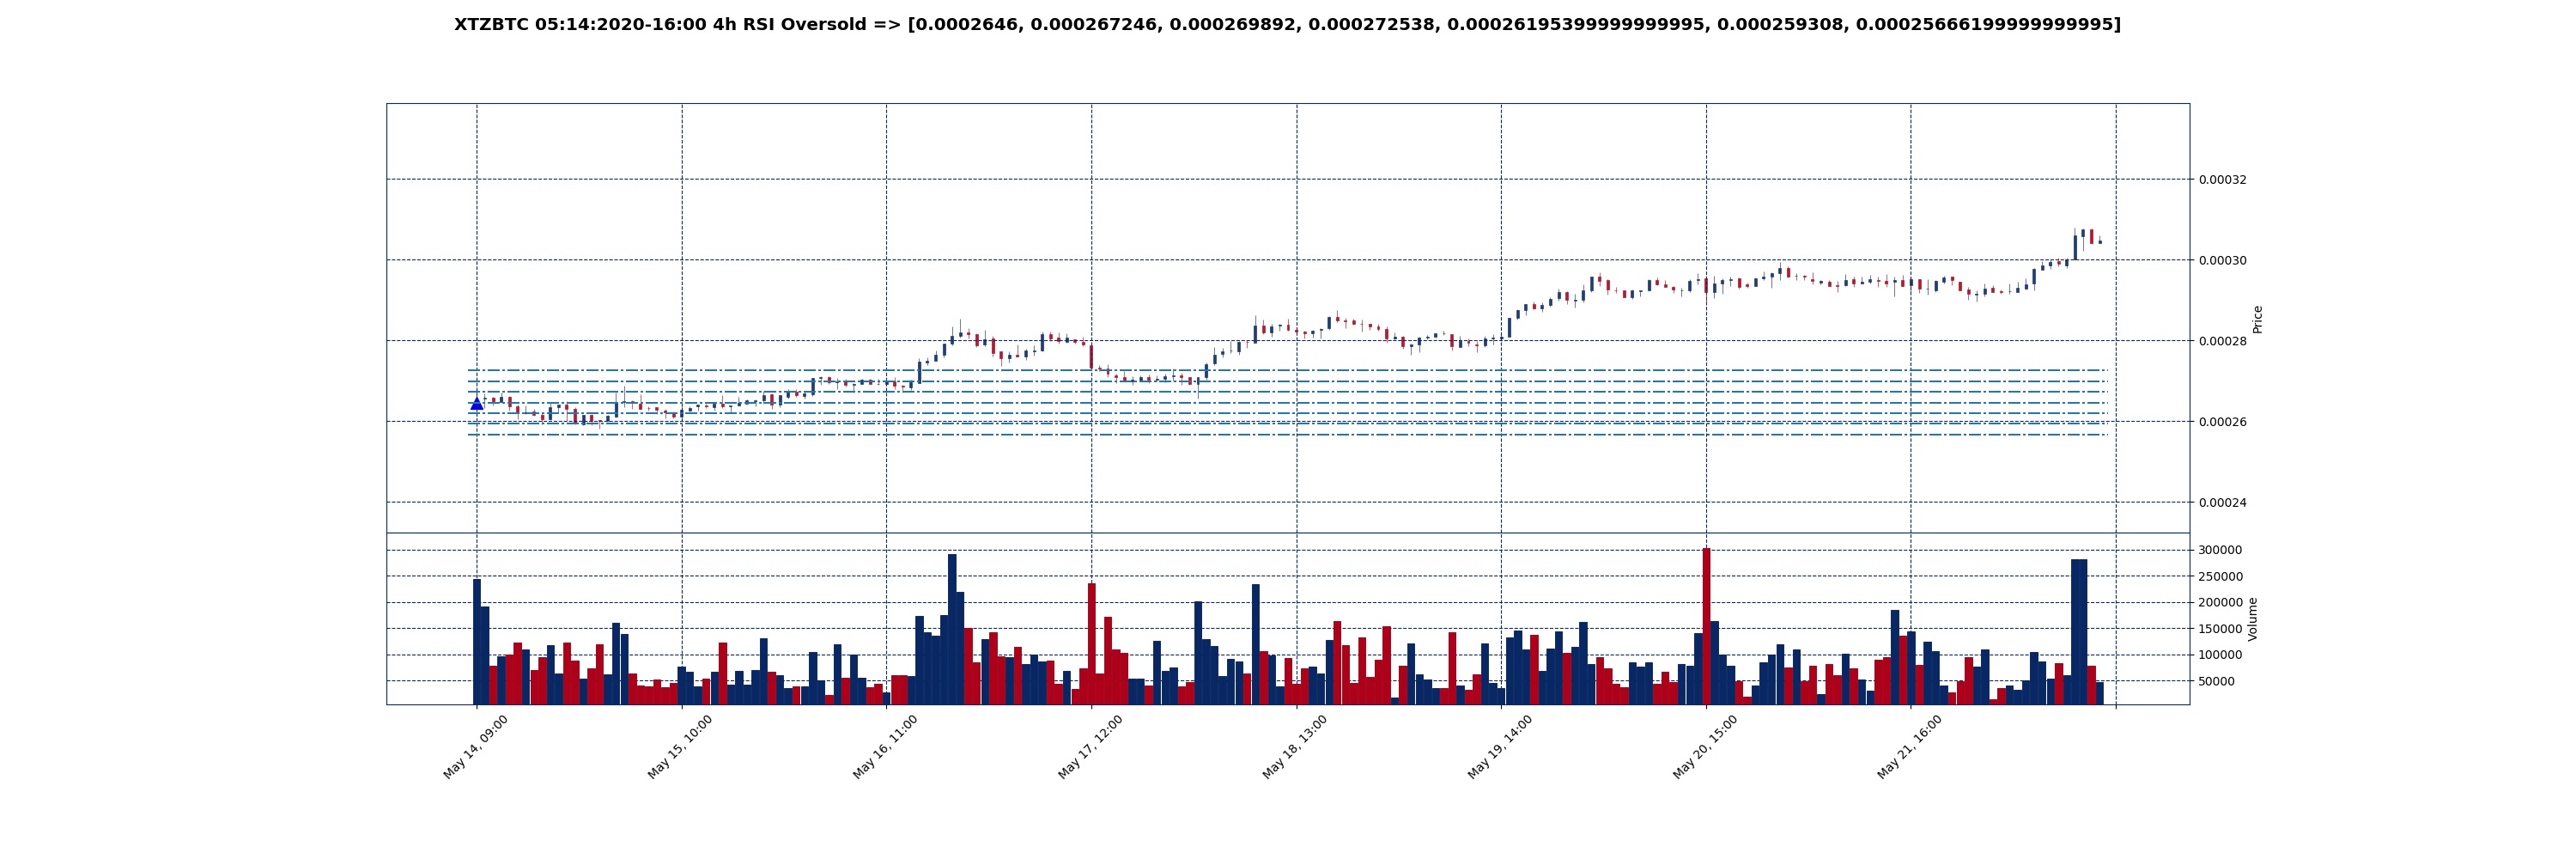 XTZBTC 05:14:2020-16:00 4h RSI Oversold => [0.0002646, 0.000267246, 0.000269892, 0.000272538, 0.00026195399999999995, 0.000259308, 0.000256661999999999995]
0.00032
0.00030
0.00028
0.00026
0.00024
Price
300000
250000
200000
150000
100000
50000
Volume
May 14, 09:00
May 15, 10:00
May 16, 11:00
May 17, 12:00
May 18, 13:00
May 19, 14:00
May 20, 15:00
May 21, 16:00